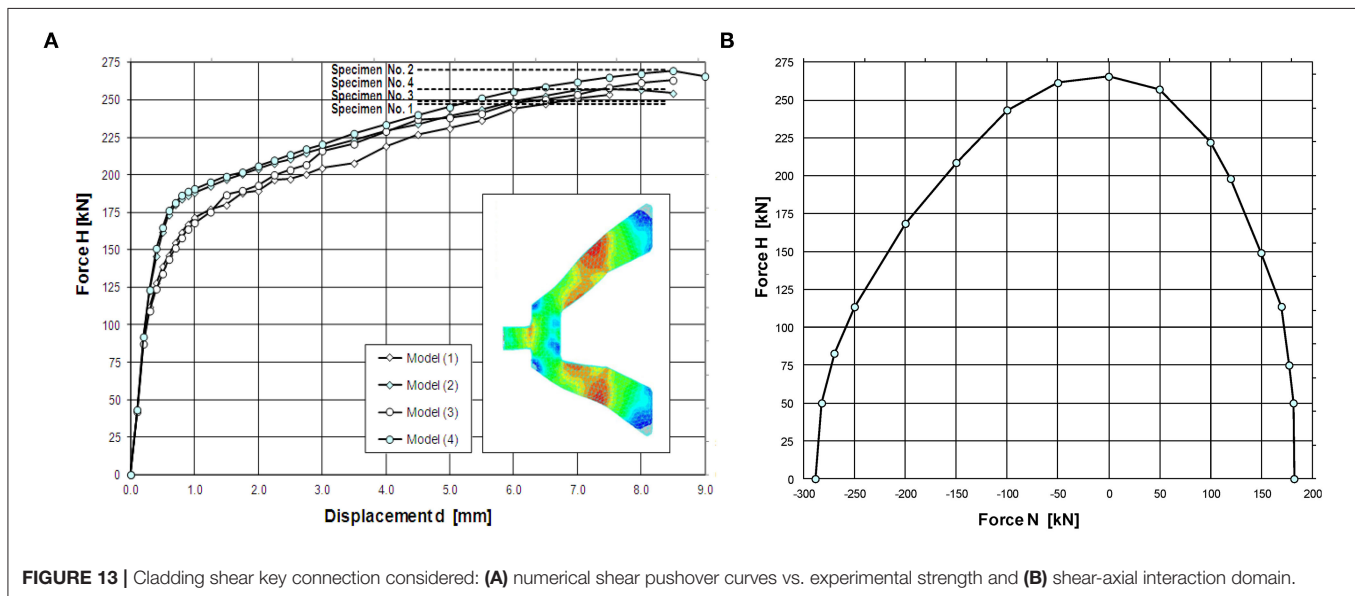 A
B
275
250
225
200
175
150
125
100
75
50
25
0
Force H [kN]
Specimen No. 2
Specimen No. 4
Specimen No. 3
Specimen No. 1
Model (1)
Model (2)
Model (3)
Model (4)
0.0 1.0 2.0 3.0 4.0 5.0 6.0 7.0 8.0 9.0
Displacement d [mm]
275
250
225
200
175
150
125
100
75
50
25
0
Force H [kN]
-300 -250 -200 -150 -100 -50 0 50 100 150 200
Force N [kN]
FIGURE 13 | Cladding shear key connection considered: (A) numerical shear pushover curves vs. experimental strength and (B) shear-axial interaction domain.